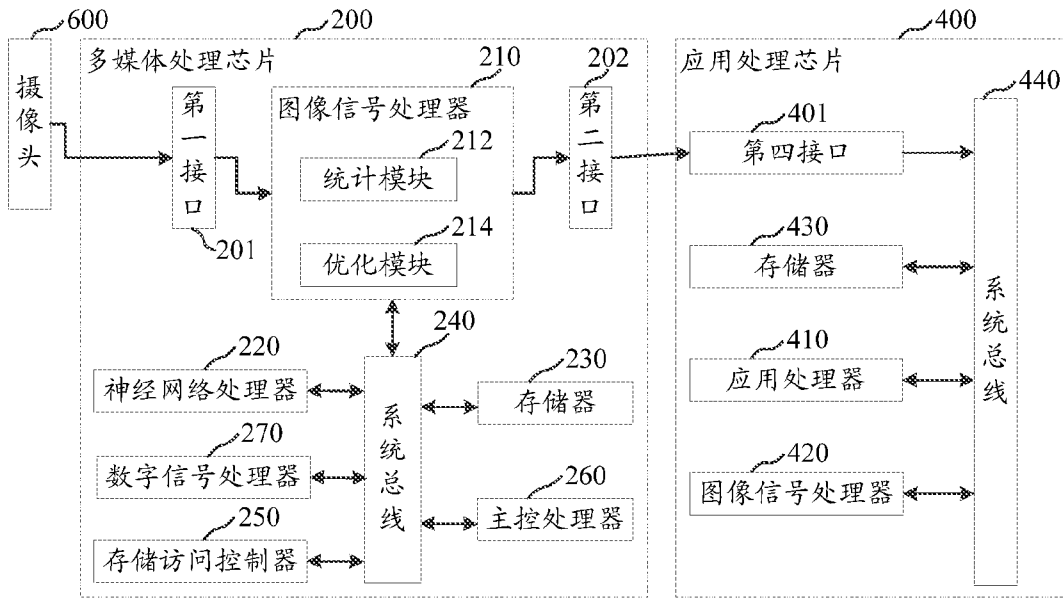 600
摄像头
200
多媒体处理芯片
第一接口
201
210
图像信号处理器
212
统计模块
214
优化模块
202
第二接口
220
神经网络处理器
270
数字信号处理器
250
存储访问控制器
240
系统总线
230
存储器
260
主控处理器
400
应用处理芯片
401
第四接口
430
存储器
410
应用处理器
420
图像信号处理器
440
系统总线